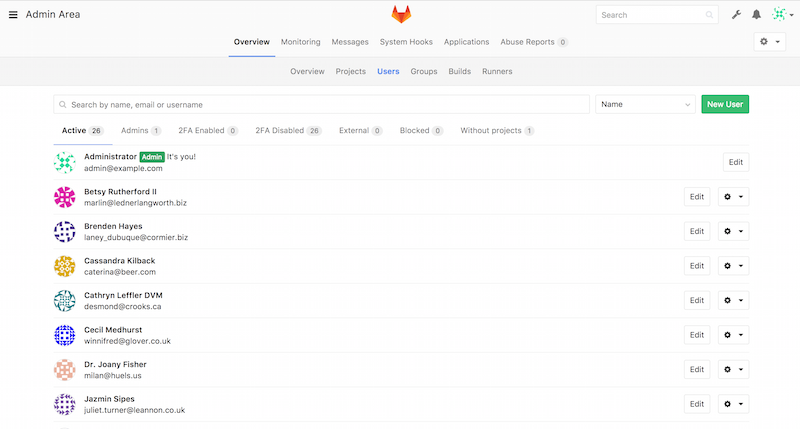 Admin Area
Search
Overview Monitoring Messages System Hooks Applications Abuse Reports 0
Overview Projects Users Groups Builds Runners
Search by name, email or username
Name
New User
Active 26 Admins 1 2FA Enabled 0 2FA Disabled 26 External 0 Blocked 0 Without projects 1
Administrator Admin It's you!
admin@example.com
Edit
Betsy Rutherford II
marlin@lednerlangworth.biz
Edit
Brenden Hayes
laney_dubuque@cormier.biz
Edit
Cassandra Kilback
caterina@beer.com
Edit
Cathryn Leffler DVM
desmond@crooks.ca
Edit
Cecil Medhurst
winnifred@glover.co.uk
Edit
Dr. Joany Fisher
milan@huels.us
Edit
Jazmin Sipes
juliet.turner@leannon.co.uk
Edit